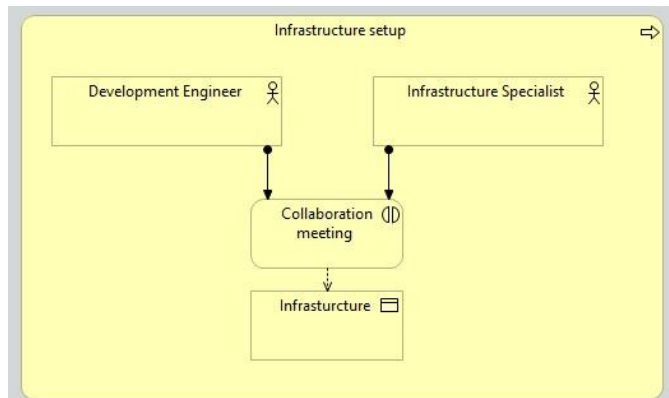 Infrastructure setup
Development Engineer
Infrastructure Specialist
Collaboration
meeting
Infrasturcture